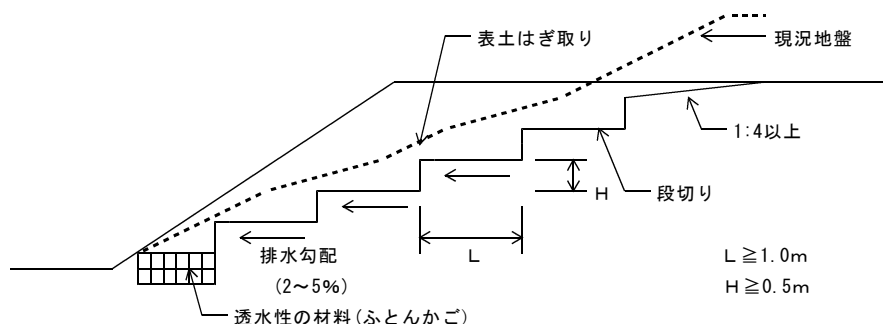 表土はぎ取り
現況地盤
1:4以上
段切り
H
L
排水勾配
(2～5%)
L≧1.0m
H≧0.5m
透水性の材料(ふとんかご)